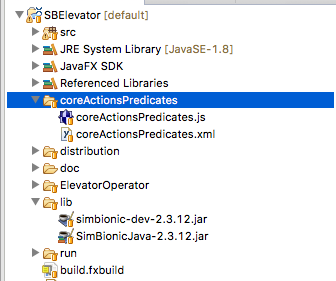 SBElevator [default]
src
JRE System Library [JavaSE-1.8]
JavaFX SDK
Referenced Libraries
coreActionsPredicates
coreActionsPredicates.js
coreActionsPredicates.xml
distribution
doc
ElevatorOperator
lib
simbionic-dev-2.3.12.jar
SimBionicJava-2.3.12.jar
run
build.fxbuild